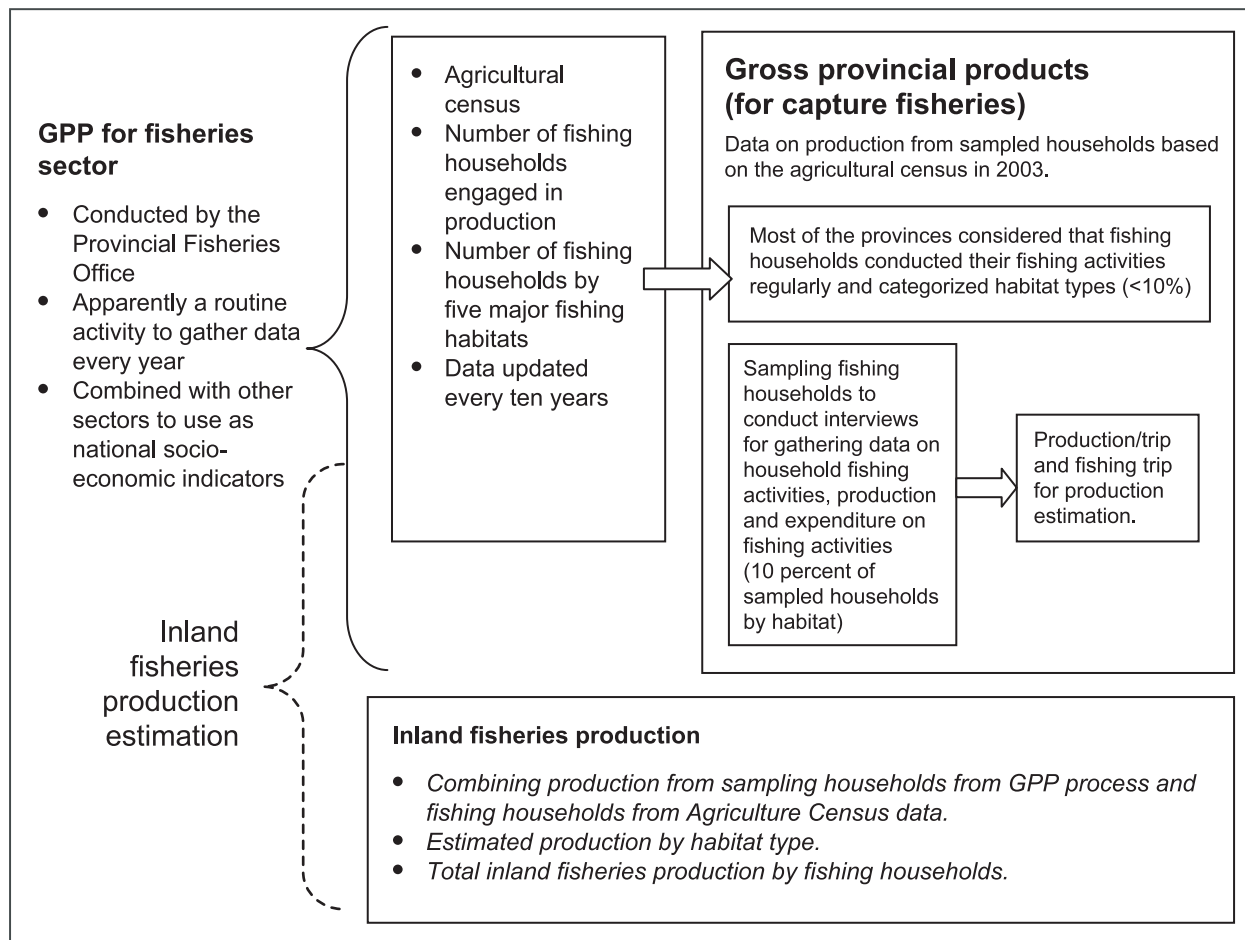 GPP for fisheries
sector
• Conducted by the
Provincial Fisheries
Office
• Apparently a routine
activity to gather data
every year
• Combined with other
sectors to use as
national socio-
economic indicators
Inland
fisheries
production
estimation
• Agricultural
census
• Number of fishing
households
engaged in
production
• Number of fishing
households by
five major fishing
habitats
• Data updated
every ten years
Gross provincial products
(for capture fisheries)
Data on production from sampled households based
on the agricultural census in 2003.
Most of the provinces considered that fishing
households conducted their fishing activities
regularly and categorized habitat types (<10%)
Sampling fishing
households to
conduct interviews
for gathering data on
household fishing
activities, production
and expenditure on
fishing activities
(10 percent of
sampled households
by habitat)
Production/trip
and fishing trip
for production
estimation.
Inland fisheries production
• Combining production from sampling households from GPP process and
fishing households from Agriculture Census data.
• Estimated production by habitat type.
• Total inland fisheries production by fishing households.